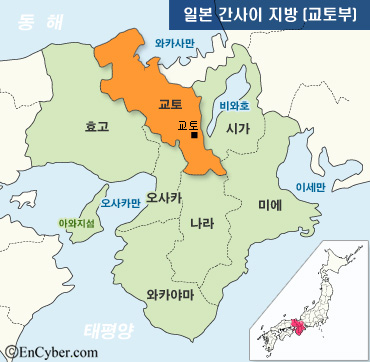 일본 간사이 지방 (교토부)
동 해
와카사만
교토
비와호
효고
교토
시가
이세만
오사카만
오사카
아와지섬
나라
미에
와카야마
태평양
©EnCyber.com